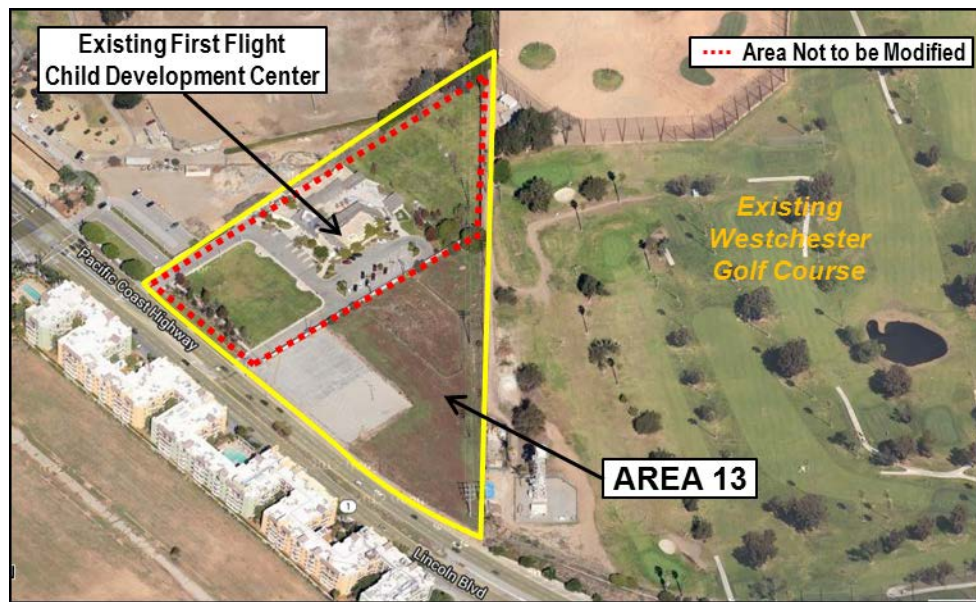 Existing First Flight
Child Development Center
Area Not to be Modified
Existing
Westchester
Golf Course
Pacific Coast Highway
AREA 13
1
Lincoln Blvd